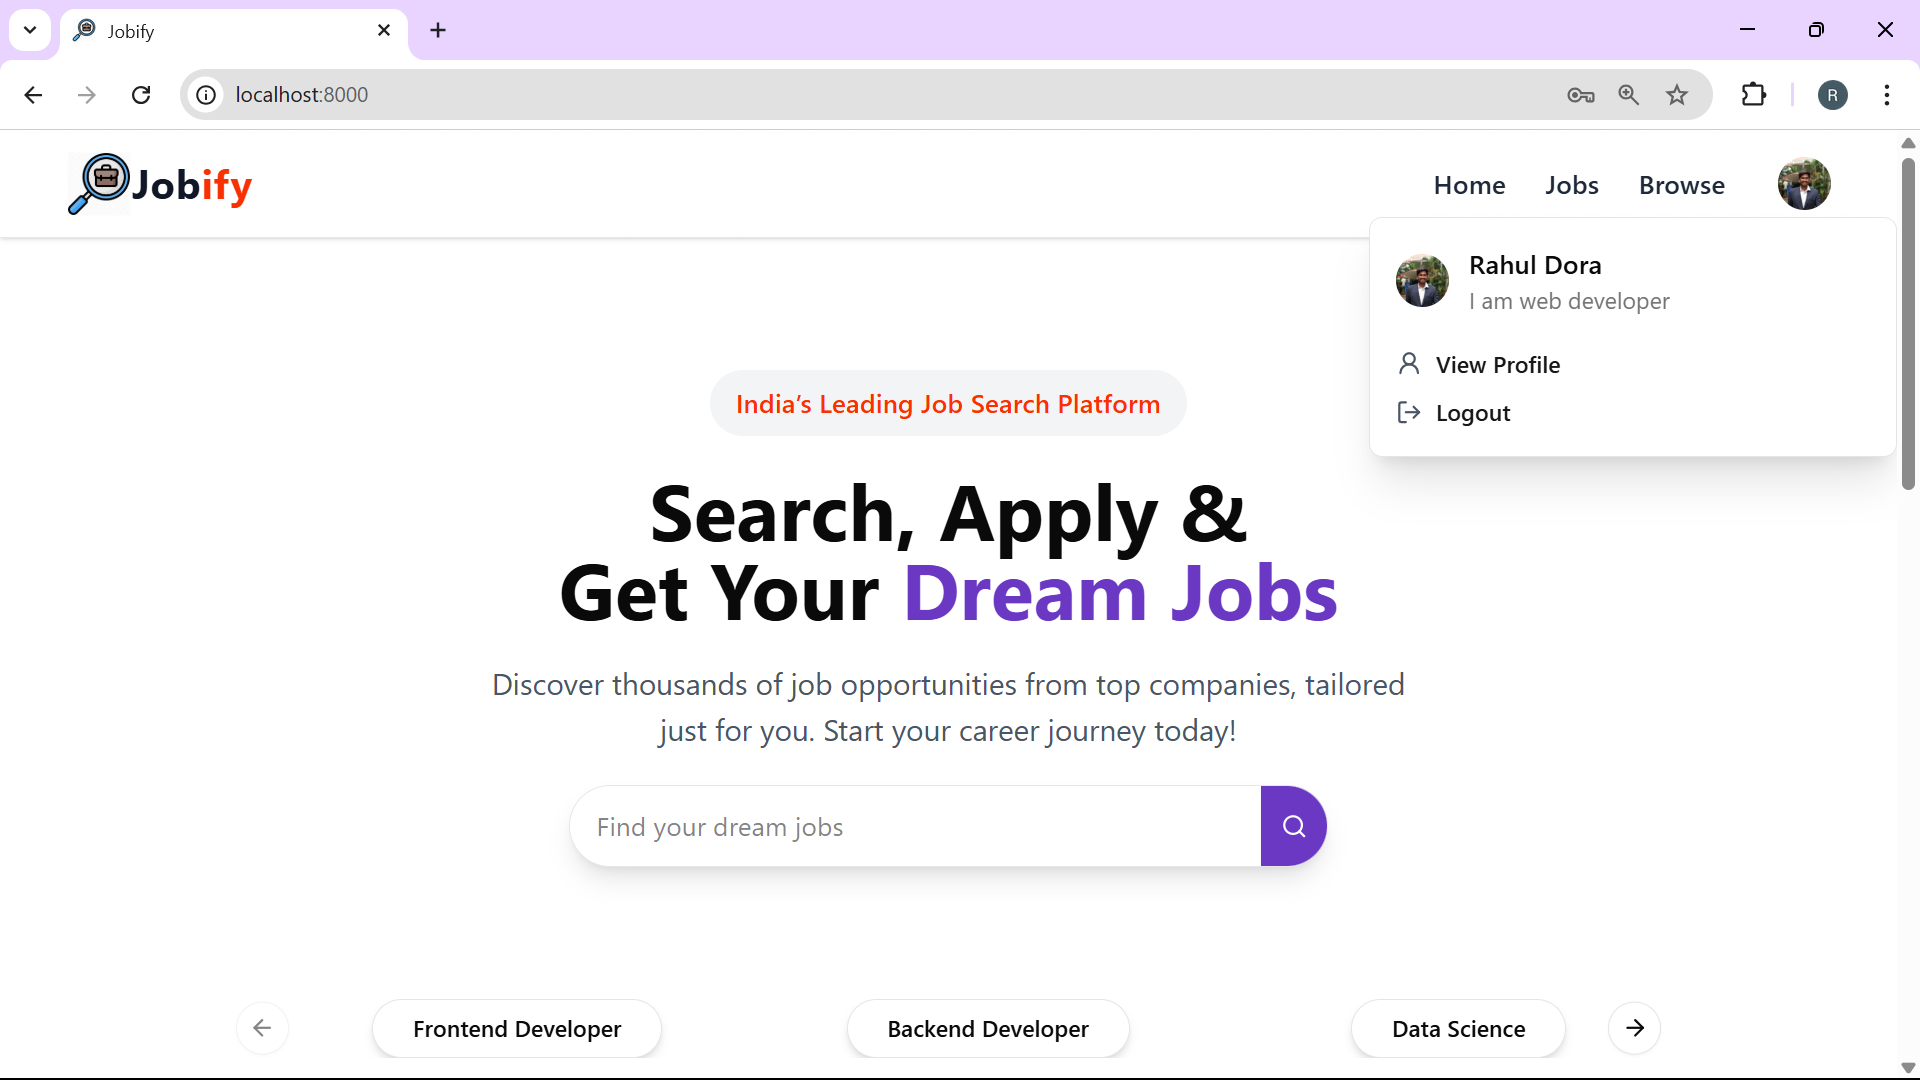 Jobify
localhost:8000
R
Jobify
Home Jobs Browse
Rahul Dora
I am web developer
View Profile
Logout
India’s Leading Job Search Platform
Search, Apply &
Get Your Dream Jobs
Discover thousands of job opportunities from top companies, tailored
just for you. Start your career journey today!
Find your dream jobs
Frontend Developer
Backend Developer
Data Science